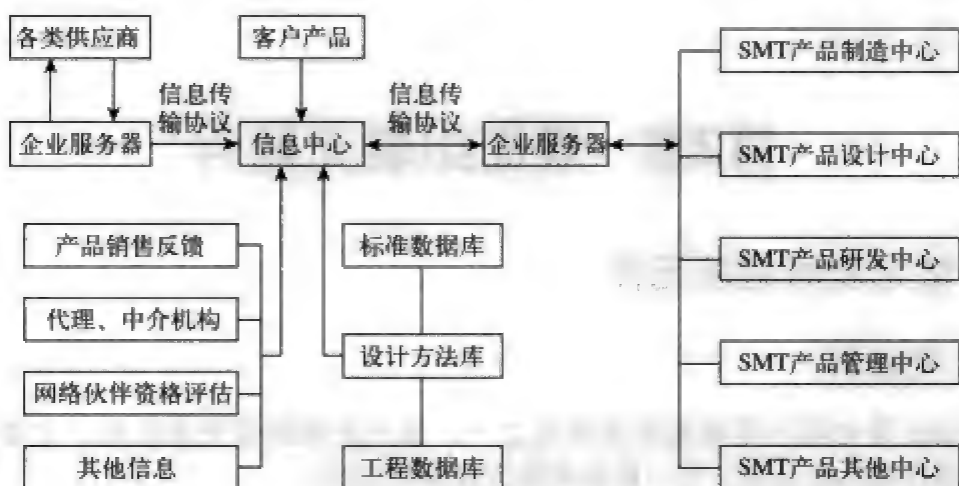 各类供应商
客户产品
SMT产品制造中心
信息传
输协议
信息传
输协议
企业服务器
信息中心
企业服务器
SMT产品设计中心
产品销售反馈
标准数据库
SMT产品研发中心
代理、中介机构
设计方法库
网络伙伴资格评估
SMT产品管理中心
其他信息
工程数据库
SMT产品其他中心